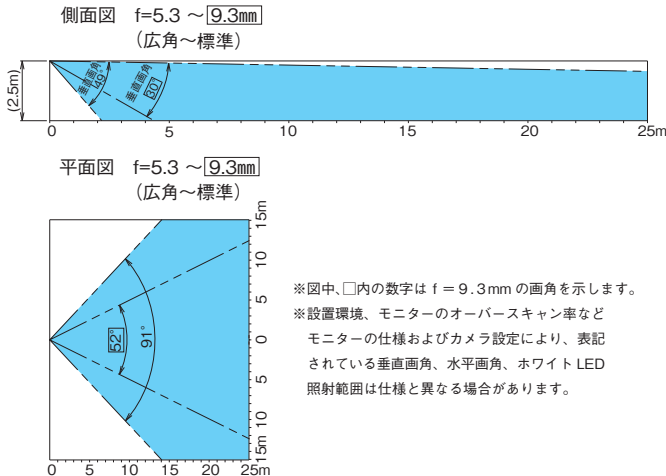 側面図 f=5.3 ～ 9.3mm
(広角～標準)
(2.5m)
垂直画角
49°
垂直画角
30°
0 5 10 15 20 25m
平面図 f=5.3 ～ 9.3mm
(広角～標準)
15m
10
5
0
5
10
15m
52°
91°
0 5 10 15 20 25m
※図中、□内の数字は f = 9.3mm の画角を示します。
※設置環境、モニターのオーバースキャン率など
モニターの仕様およびカメラ設定により、表記
されている垂直画角、水平画角、ホワイト LED
照射範囲は仕様と異なる場合があります。